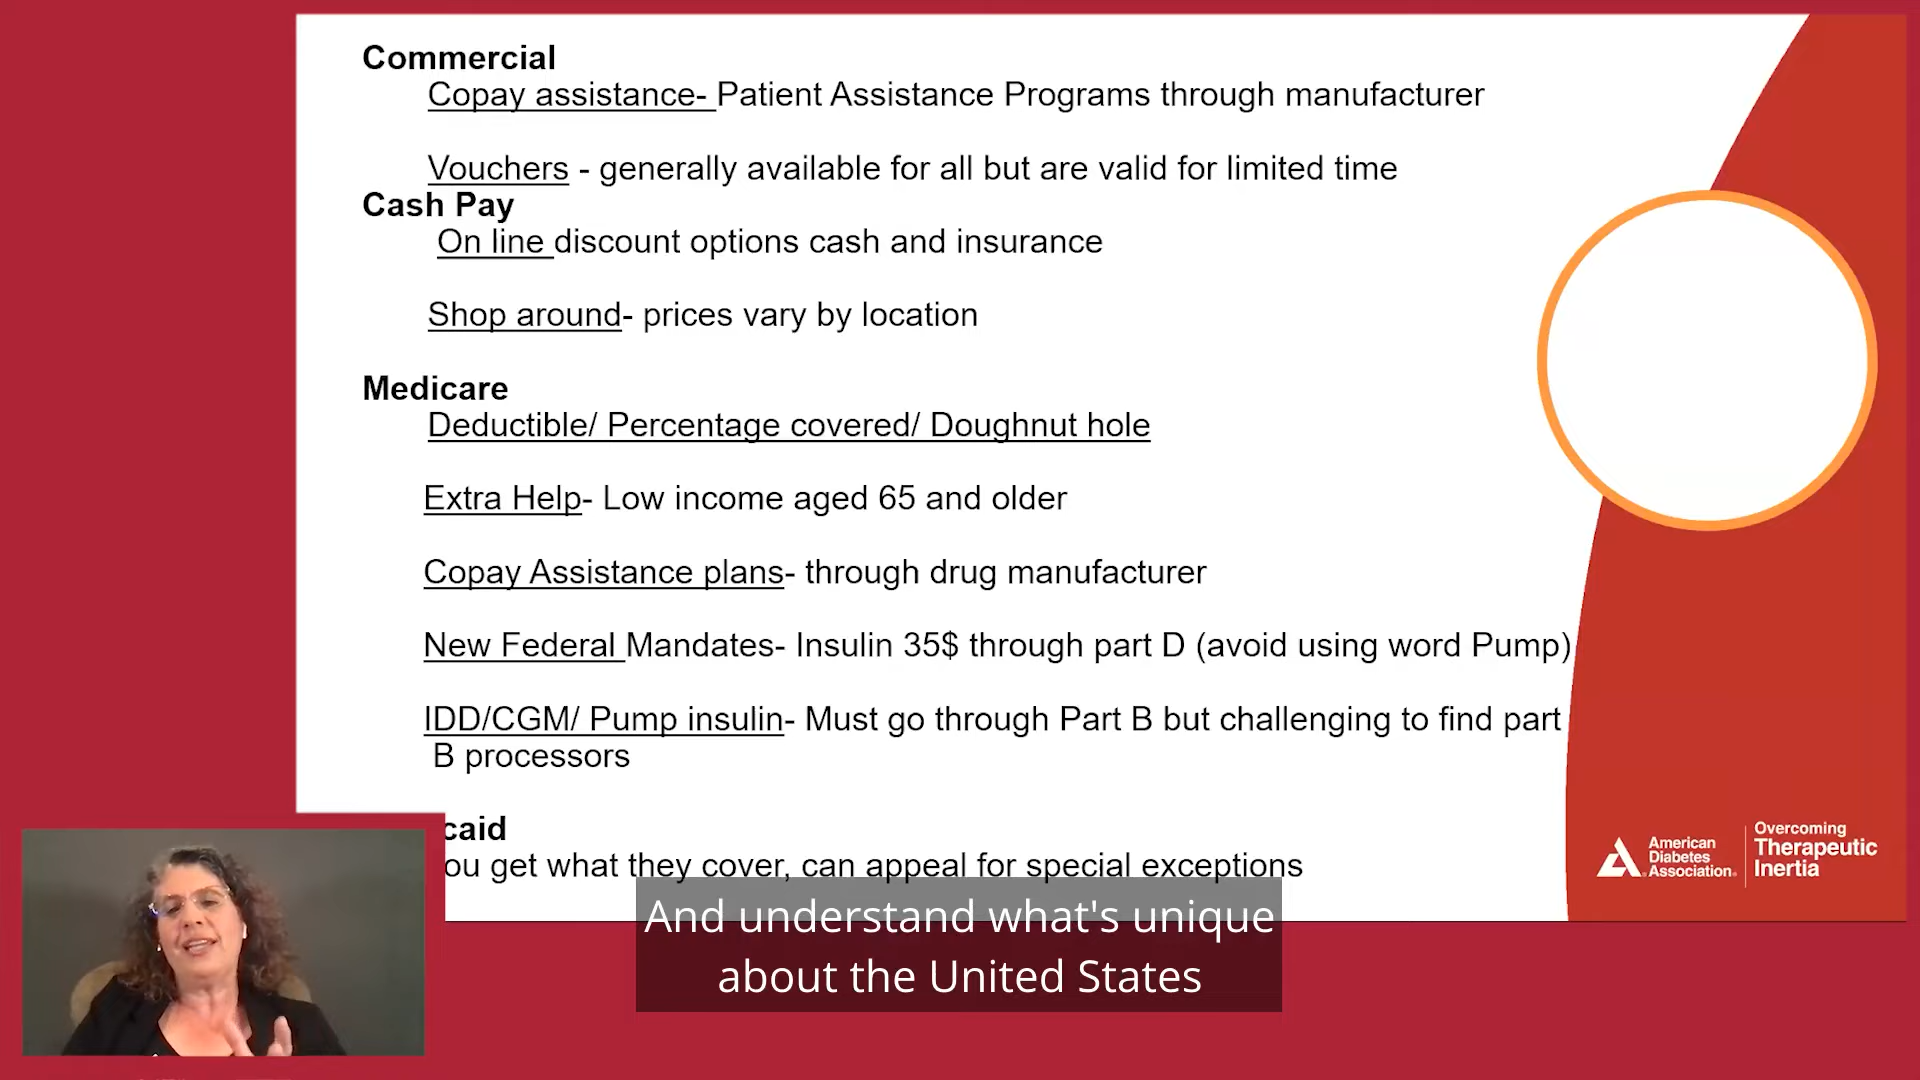 Commercial
Copay assistance- Patient Assistance Programs through manufacturer
Vouchers - generally available for all but are valid for limited time
Cash Pay
On line discount options cash and insurance
Shop around- prices vary by location
Medicare
Deductible/ Percentage covered/ Doughnut hole
Extra Help- Low income aged 65 and older
Copay Assistance plans- through drug manufacturer
New Federal Mandates- Insulin 35$ through part D (avoid using word Pump)
IDD/CGM/ Pump insulin- Must go through Part B but challenging to find part
B processors
caid
ou get what they cover, can appeal for special exceptions
American
Diabetes
Association.
Overcoming
Therapeutic
Inertia
And understand what's unique
about the United States